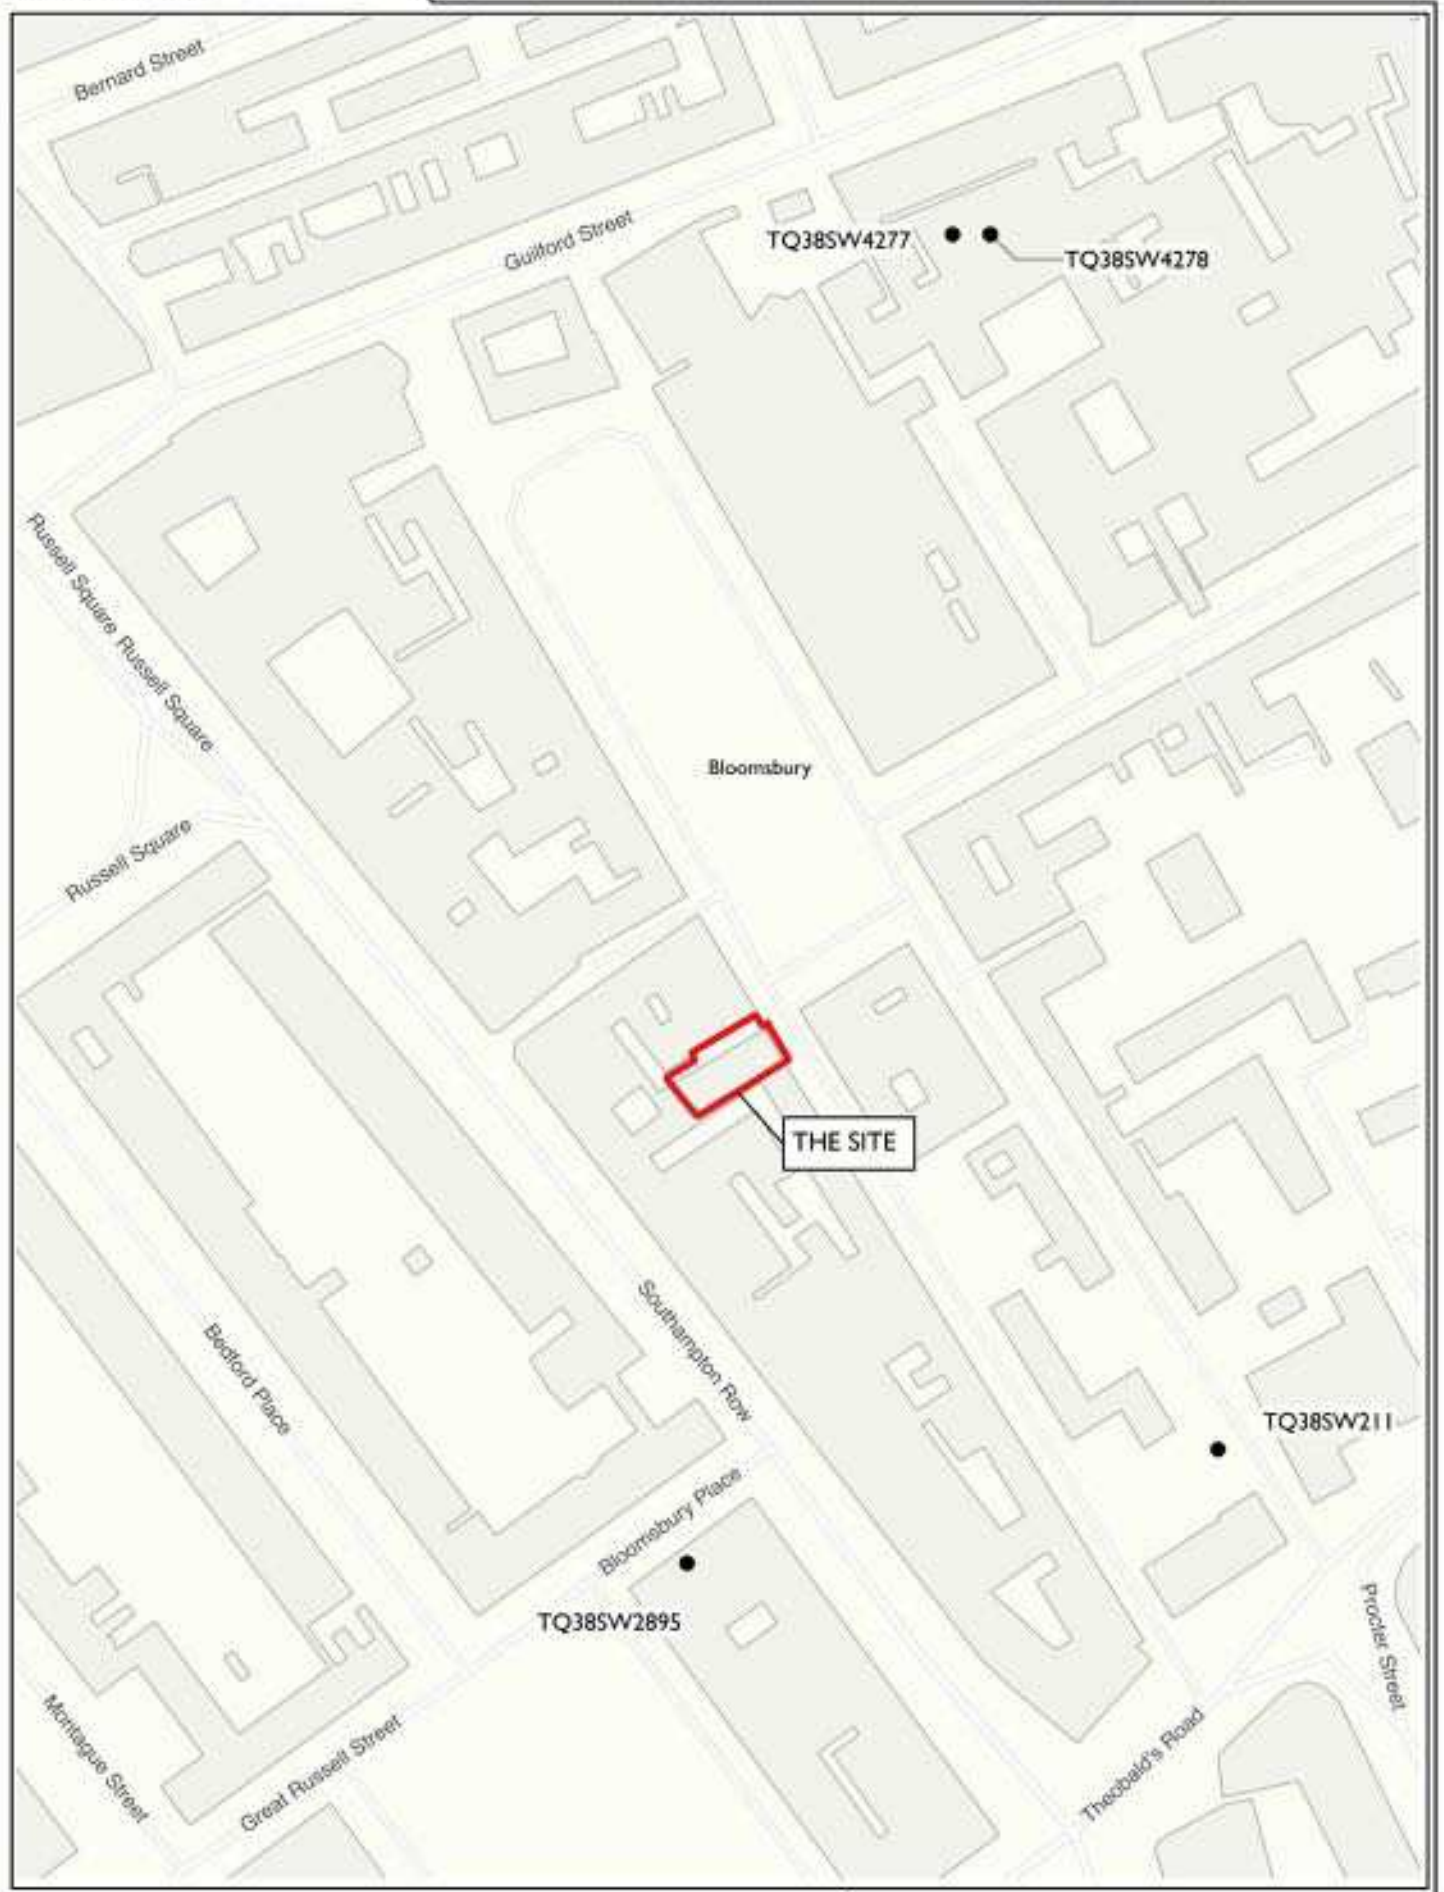 Bernard Street
Guilford Street
TQ38SW4277
TQ38SW4278
Russell Square
Russell Square
Bloomsbury
Russell Square
THE SITE
Southampton Row
Bedford Place
TQ38SW211
Bloomsbury Place
TQ38SW2895
Procter Street
Montague Street
Great Russell Street
Theobald's Road